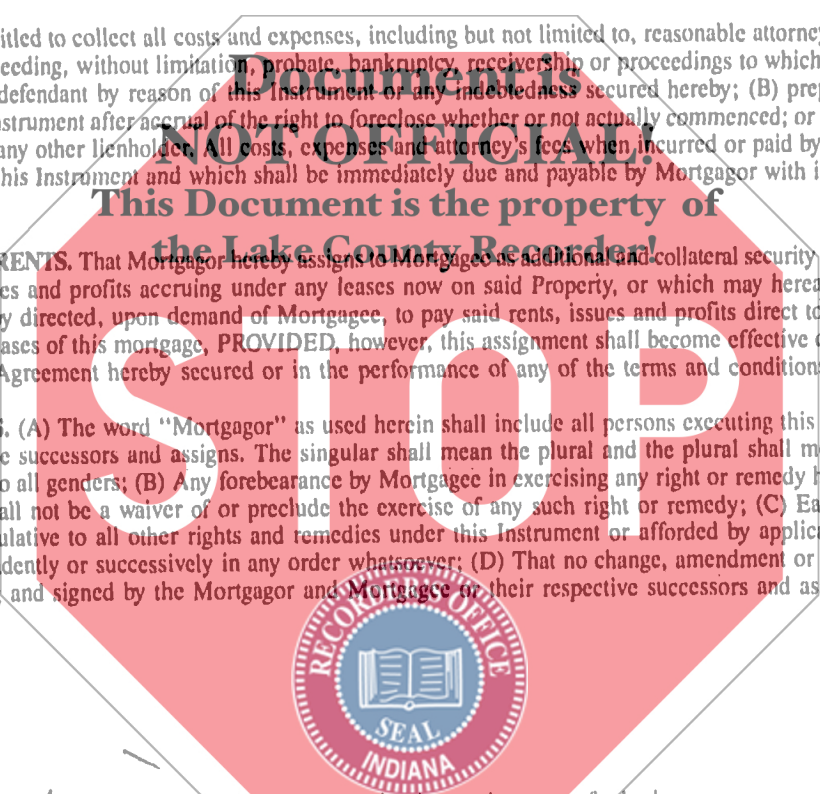 itled to collect all costs and expenses, including but not limited to, reasonable attorney
eeding, without limitation, probate, bankruptcy, receivership or proceedings to which
Document is
defendant by reason of this Instrument or any indebtedness secured hereby; (B) prep
nstrument after accrual of the right to foreclose whether or not actually commenced; or
NOT OFFICIAL!
any other lienholder. All costs, expenses and attorney's fees when incurred or paid by
his Instrument and which shall be immediately due and payable by Mortgagor with i
This Document is the property of
the Lake County Recorder!
RENTS. That Mortgagor hereby assigns to Mortgagee as additional and collateral security
es and profits accruing under any leases now on said Property, or which may herea
y directed, upon demand of Mortgagee, to pay said rents, issues and profits direct to
ases of this mortgage, PROVIDED, however, this assignment shall become effective
Agreement hereby secured or in the performance of any of the terms and conditions
STOP
S. (A) The word "Mortgagor" as used herein shall include all persons executing this
e successors and assigns. The singular shall mean the plural and the plural shall m
o all genders; (B) Any forebearance by Mortgagee in exercising any right or remedy h
all not be a waiver of or preclude the exercise of any such right or remedy; (C) Ea
ulative to all other rights and remedies under this Instrument or afforded by applic
dently or successively in any order whatsoever; (D) That no change, amendment or
, and signed by the Mortgagor and Mortgagee or their respective successors and as
RECORDER'S OFFICE
SEAL
INDIANA